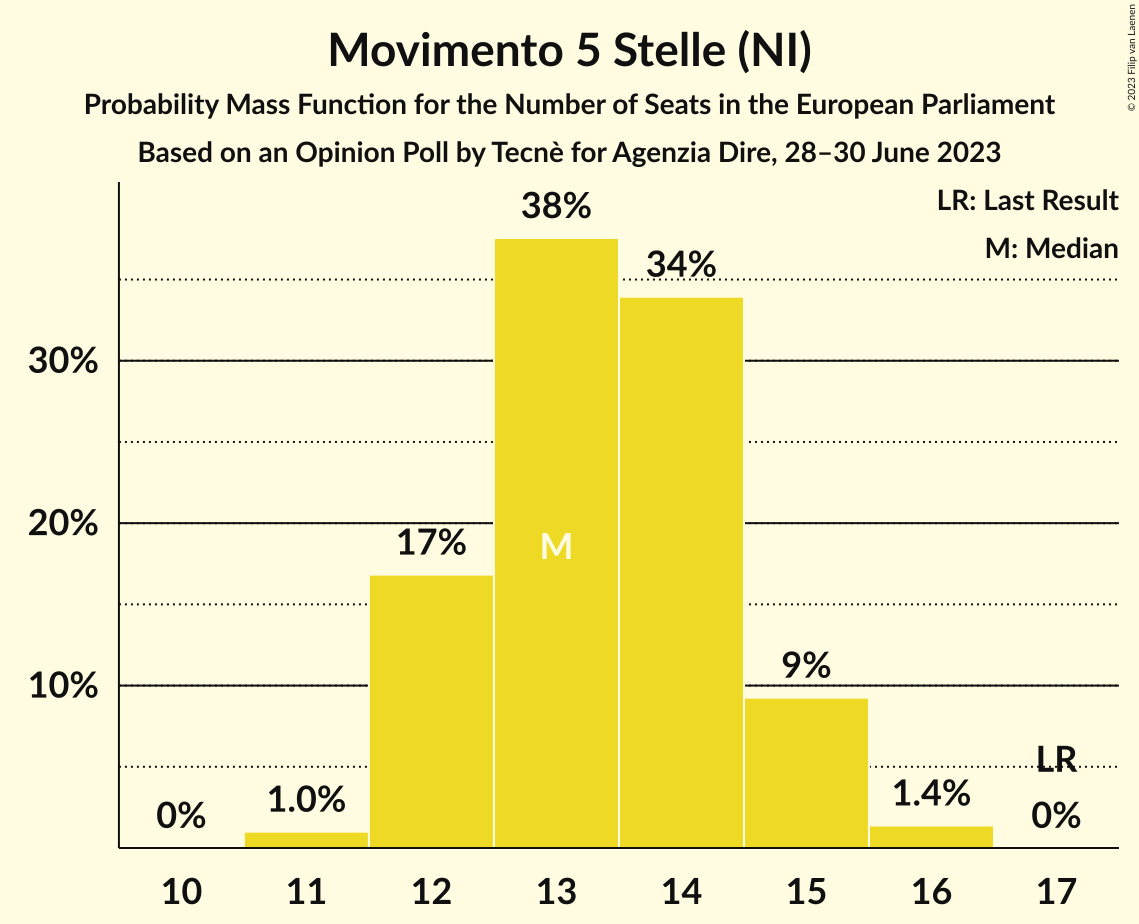 Movimento 5 Stelle (NI)
Probability Mass Function for the Number of Seats in the European Parliament
Based on an Opinion Poll by Tecnè for Agenzia Dire, 28–30 June 2023
© 2023 Filip van Laenen
LR: Last Result
M: Median
38%
34%
30%
20%
17%
M
10%
9%
LR
0%
1.0%
1.4%
0%
10 11 12 13 14 15 16 17